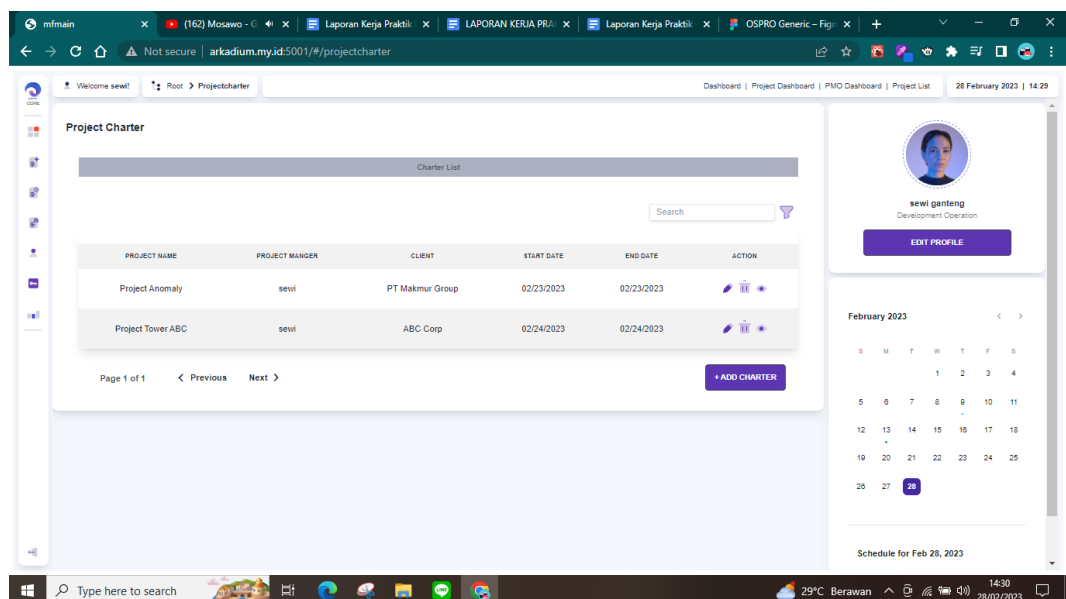 mfmain
(162) Mosawo - G
Laporan Kerja Praktik
LAPORAN KERJA PRA
Laporan Kerja Praktik
OSPRO Generic – Figm
Not secure | arkadium.my.id:5001/#/projectcharter
CORE
Welcome sewi!
Root > Projectcharter
Dashboard | Project Dashboard | PMO Dashboard | Project List
28 February 2023 | 14:29
Project Charter
Charter List
Search
PROJECT NAME PROJECT MANGER CLIENT START DATE END DATE ACTION
Project Anomaly sewi PT Makmur Group 02/23/2023 02/23/2023
Project Tower ABC sewi ABC Corp 02/24/2023 02/24/2023
Page 1 of 1 < Previous Next >
+ ADD CHARTER
sewi ganteng
Development Operation
EDIT PROFILE
February 2023 < >
S M T W T F S
1 2 3 4
5 6 7 8 9 10 11
12 13 14 15 16 17 18
19 20 21 22 23 24 25
26 27 28
Schedule for Feb 28, 2023
Type here to search
LINE
29°C Berawan
14:30
28/02/2023